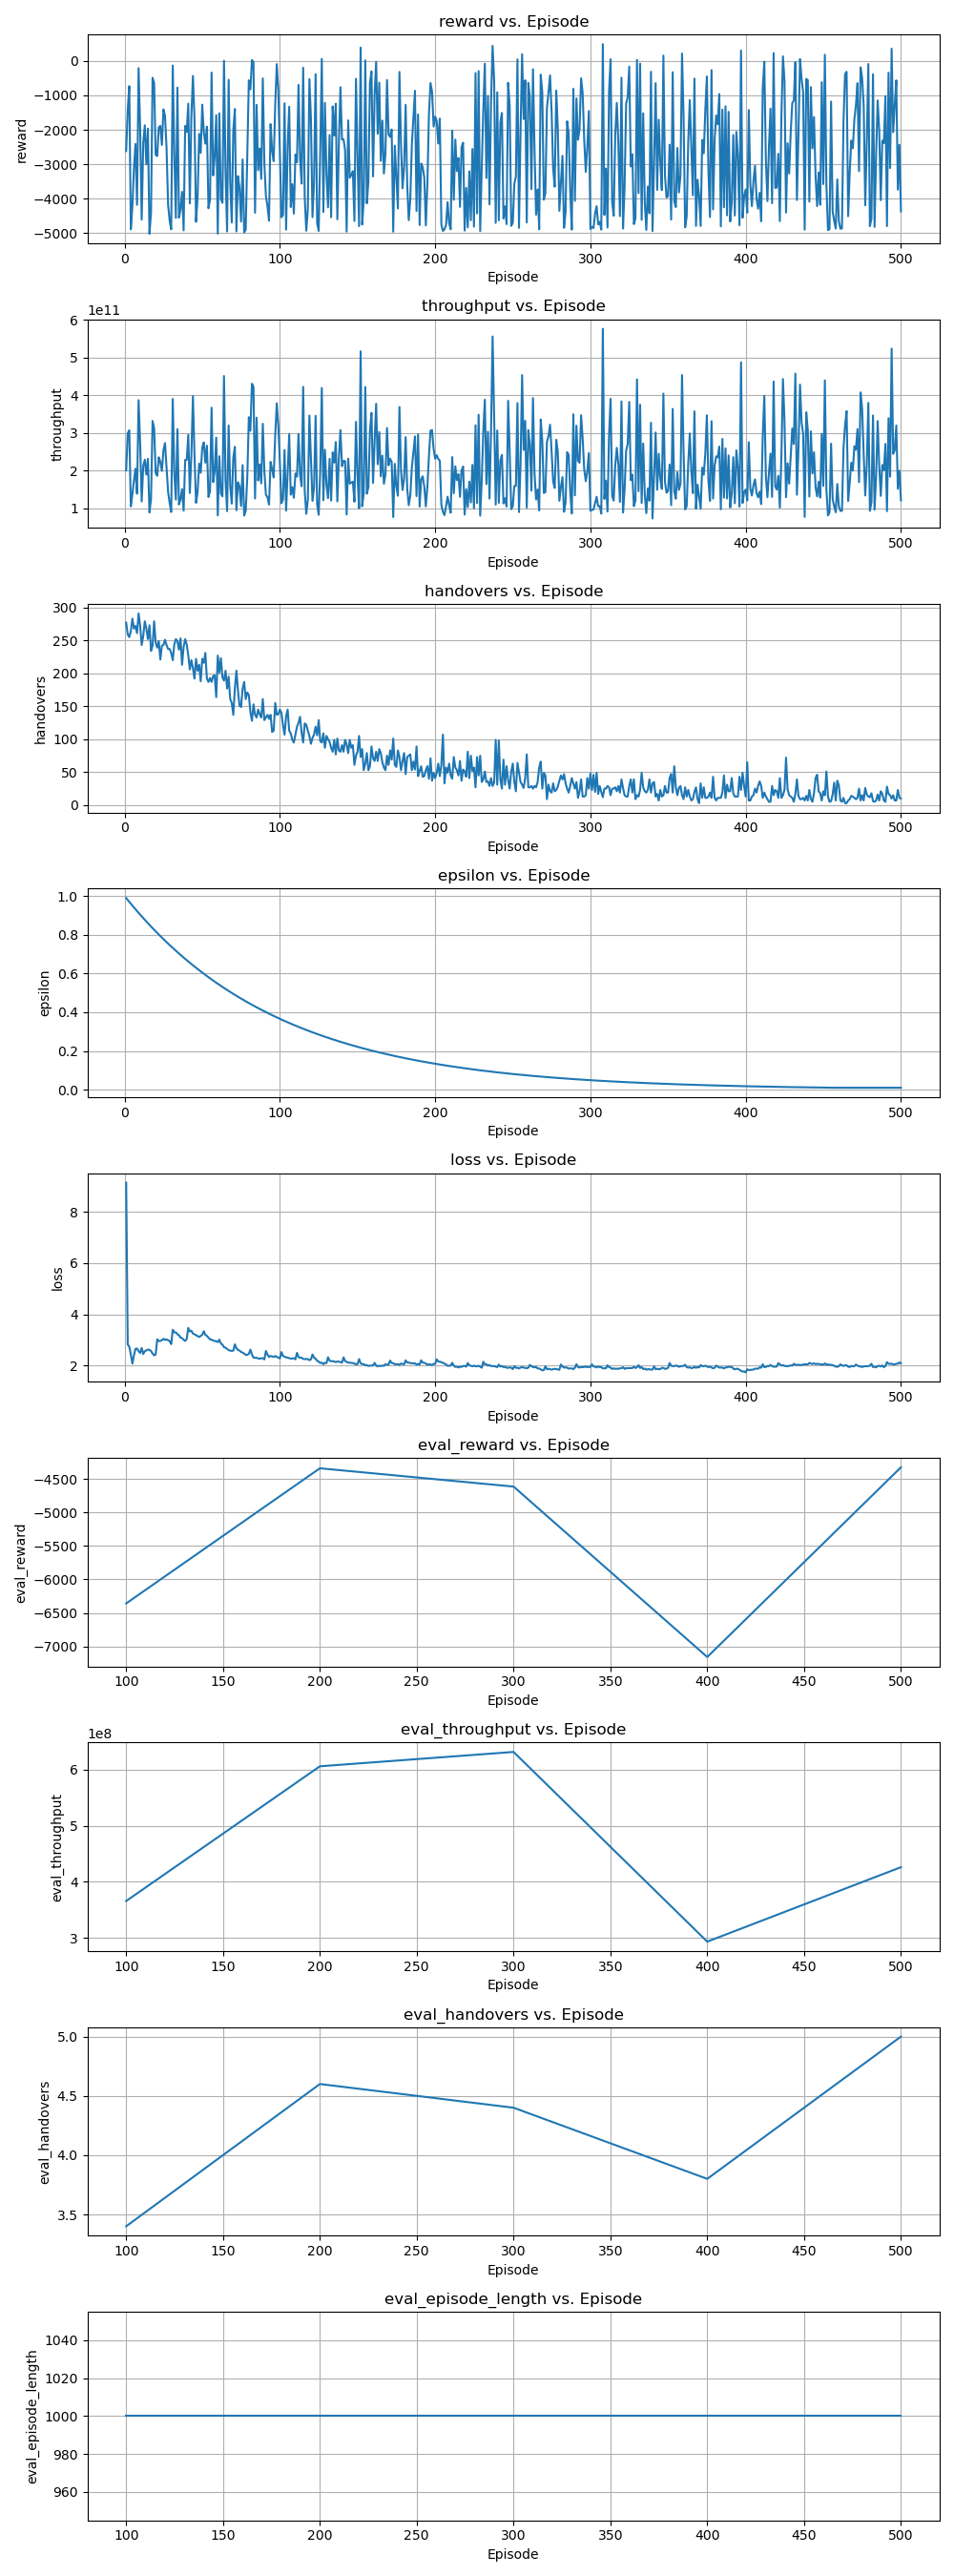 reward vs. Episode
0
−1000
−2000
−3000
−4000
−5000
reward
0 100 200 300 400 500
Episode
throughput vs. Episode
1e11
6
5
4
3
2
1
throughput
0 100 200 300 400 500
Episode
handovers vs. Episode
300
250
200
150
100
50
0
handovers
0 100 200 300 400 500
Episode
epsilon vs. Episode
1.0
0.8
0.6
0.4
0.2
0.0
epsilon
0 100 200 300 400 500
Episode
loss vs. Episode
8
6
4
2
loss
0 100 200 300 400 500
Episode
eval_reward vs. Episode
−4500
−5000
−5500
−6000
−6500
−7000
eval_reward
100 150 200 250 300 350 400 450 500
Episode
eval_throughput vs. Episode
1e8
6
5
4
3
eval_throughput
100 150 200 250 300 350 400 450 500
Episode
eval_handovers vs. Episode
5.0
4.5
4.0
3.5
eval_handovers
100 150 200 250 300 350 400 450 500
Episode
eval_episode_length vs. Episode
1040
1020
1000
980
960
eval_episode_length
100 150 200 250 300 350 400 450 500
Episode